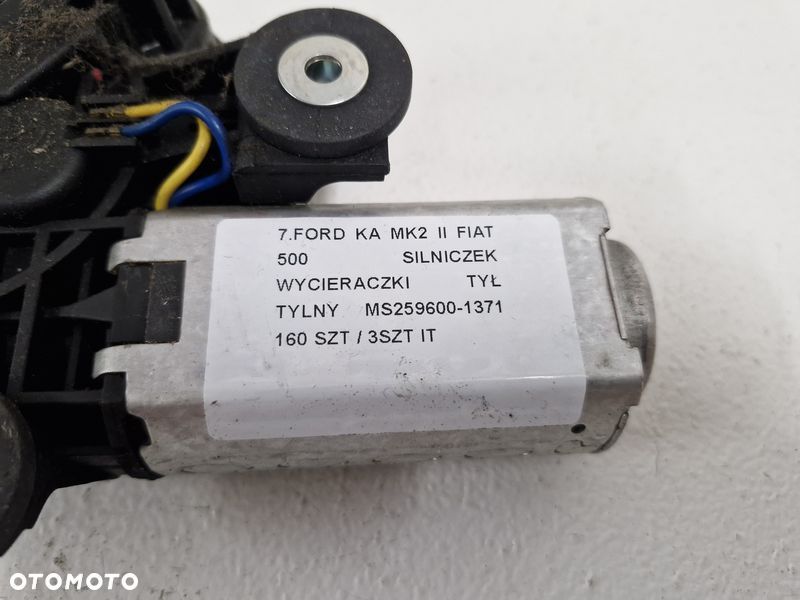 7.FORD KA MK2 II FIAT
500 SILNICZEK
WYCIERACZKI TYŁ
TYLNY MS259600-1371
160 SZT / 3SZT IT
OTOMOTO